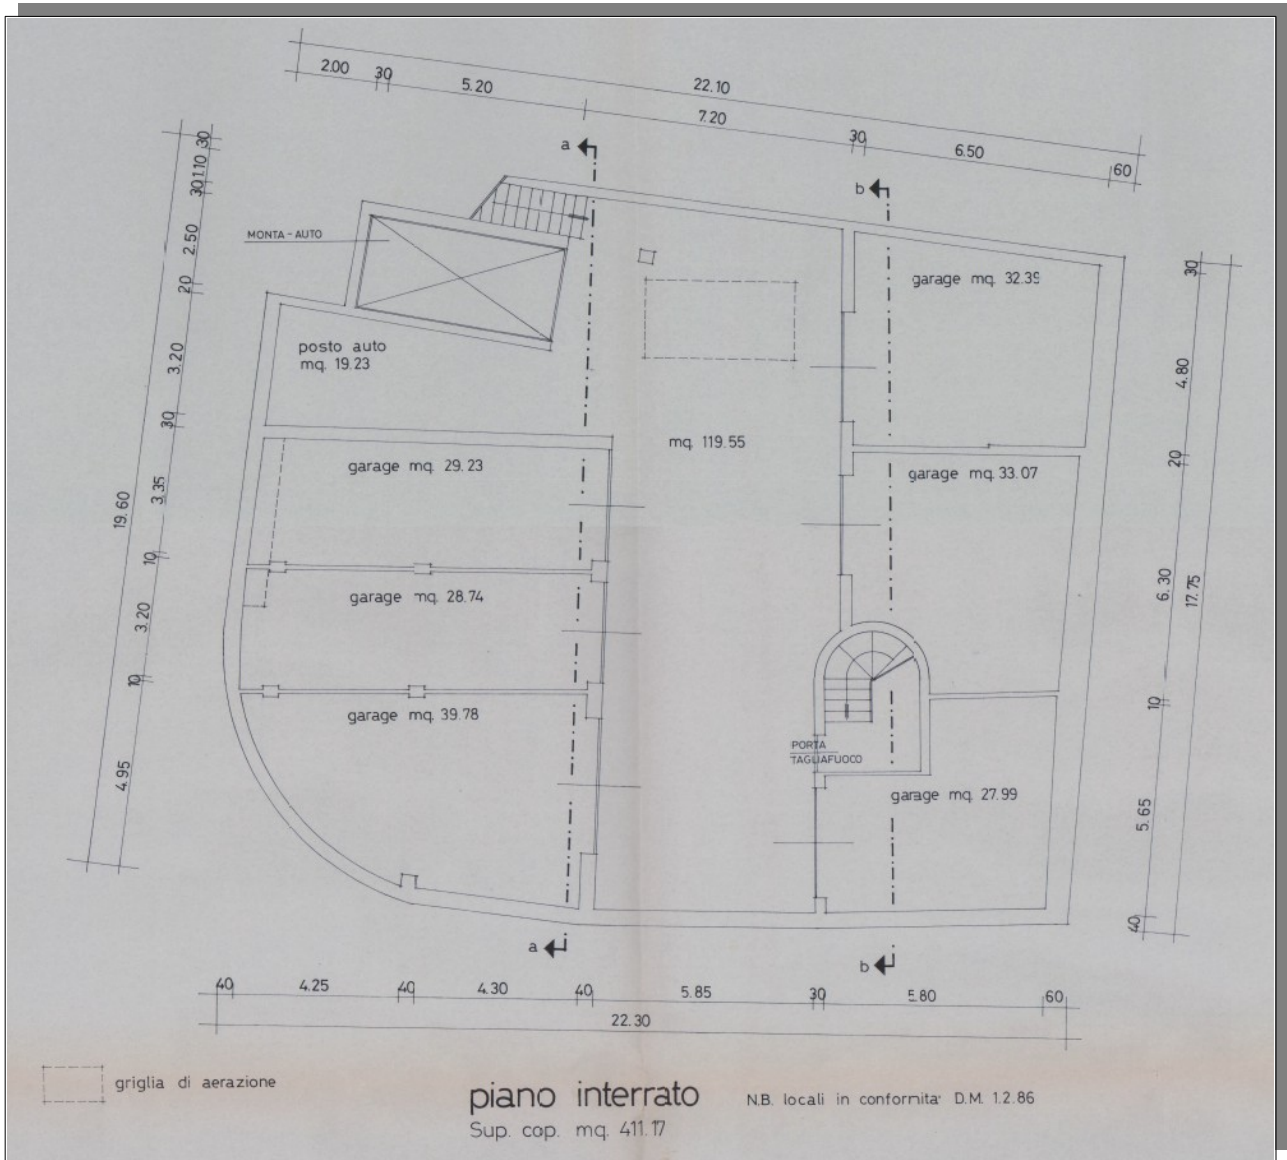 22.10
2.00 30 5.20 7.20 30 6.50 60
a
b
30
1.10
30
2.50
20
3.20
30
3.35
10
3.20
10
4.95
19.60
MONTA-AUTO
posto auto
mq. 19.23
garage mq. 32.39
mq. 119.55
garage mq. 29.23
garage mq. 33.07
garage mq. 28.74
garage mq. 39.78
PORTA
TAGLIAFUOCO
garage mq. 27.99
30
4.80
20
6.30
10
5.65
40
17.75
a
b
40 4.25 40 4.30 40 5.85 30 5.80 60
22.30
griglia di aerazione
piano interrato
Sup. cop. mq. 411.17
N.B. locali in conformita' D.M. 1.2.86